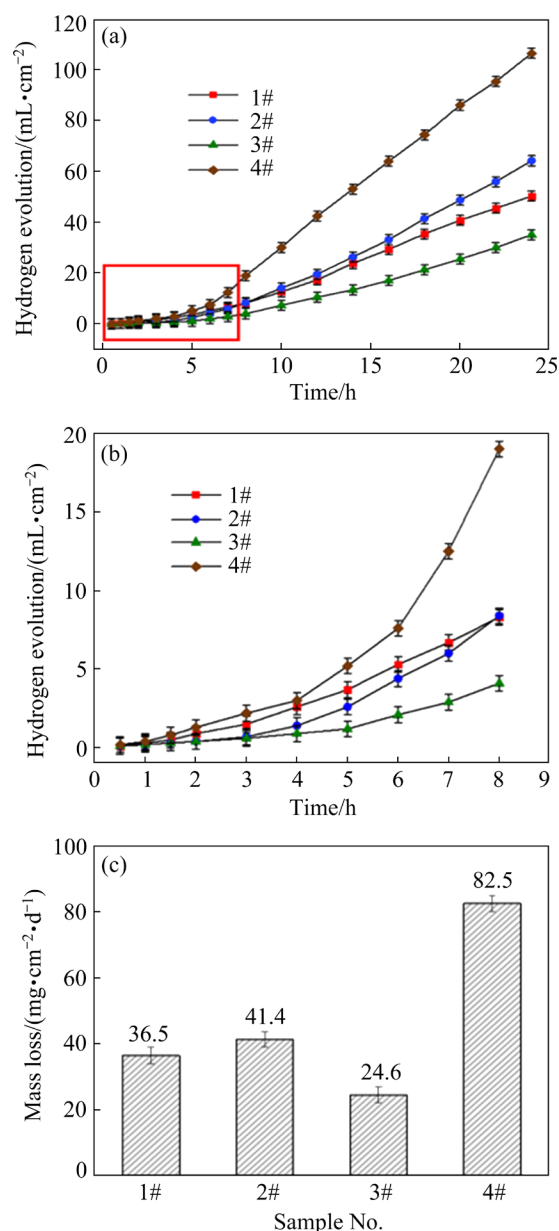 (a)
120
100
80
60
40
20
0
Hydrogen evolution/(mL•cm−2)
1#
2#
3#
4#
0 5 10 15 20 25
Time/h
(b)
20
15
10
5
0
Hydrogen evolution/(mL•cm−2)
1#
2#
3#
4#
0 1 2 3 4 5 6 7 8 9
Time/h
(c)
100
80
60
40
20
0
Mass loss/(mg•cm−2•d−1)
36.5 41.4 24.6 82.5
1# 2# 3# 4#
Sample No.